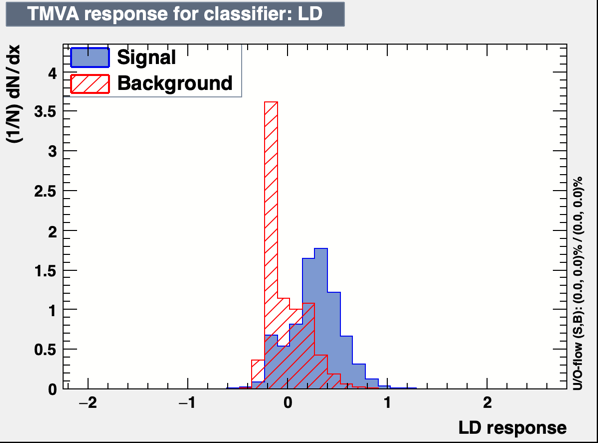 TMVA response for classifier: LD
(1/N) dN/dx
Signal
Background
4
3.5
3
2.5
2
1.5
1
0.5
0
−2
−1
0
1
2
LD response
U/O-flow (S,B): (0.0, 0.0)% / (0.0, 0.0)%